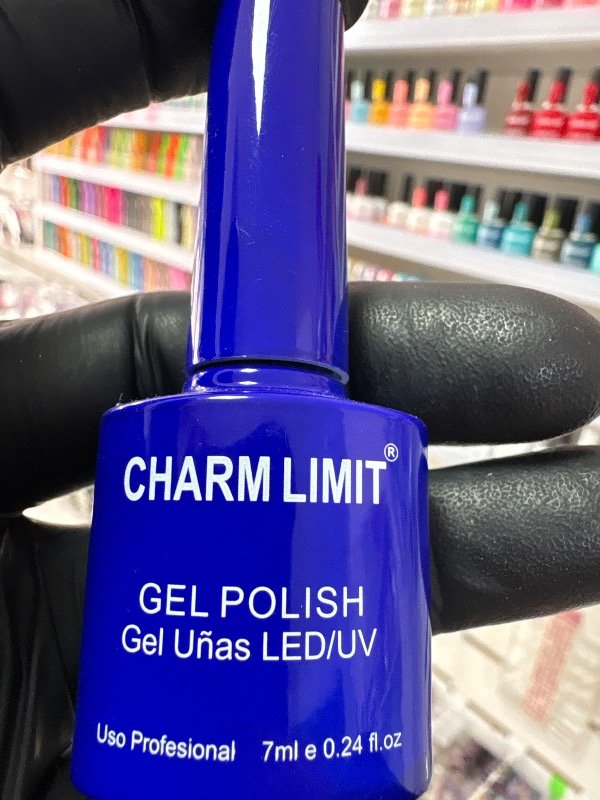 CHARM LIMIT®
GEL POLISH
Gel Uñas LED/UV
Uso Profesional 7ml e 0.24 fl.oz